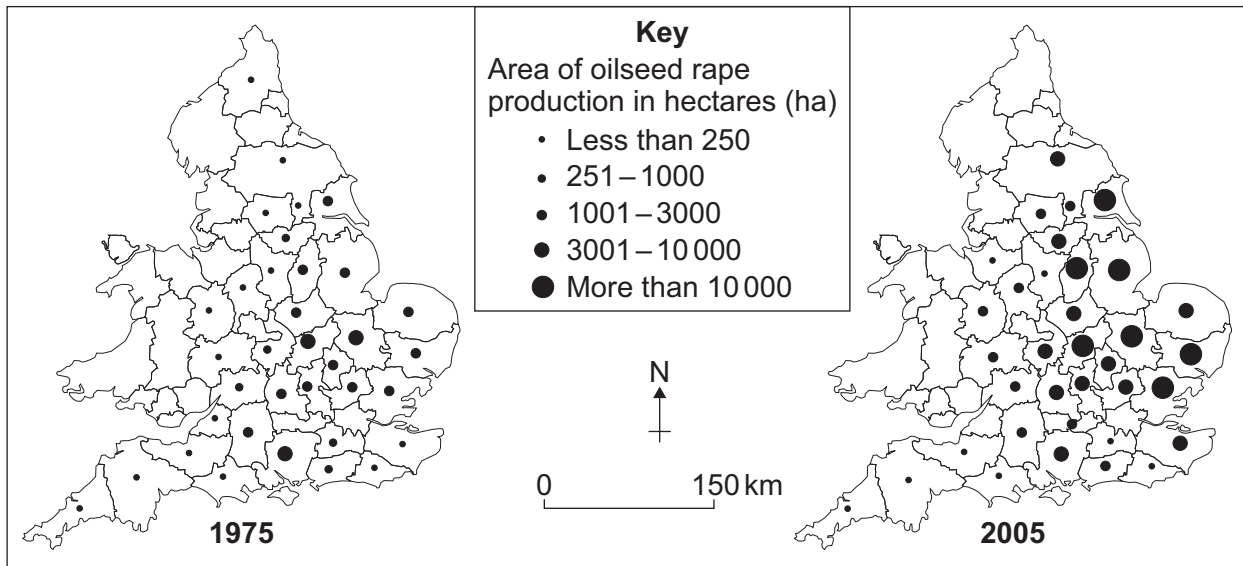 Key
Area of oilseed rape
production in hectares (ha)
Less than 250
251 – 1000
1001 – 3000
3001 – 10 000
More than 10 000
N
0 150 km
1975
2005